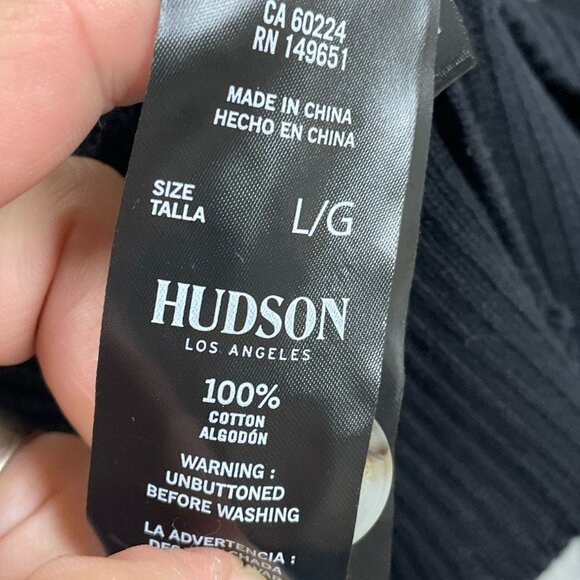 CA 60224
RN 149651
MADE IN CHINA
HECHO EN CHINA
SIZE
TALLA
L/G
HUDSON
LOS ANGELES
100%
COTTON
ALGODÓN
WARNING :
UNBUTTONED
BEFORE WASHING
LA ADVERTENCIA :